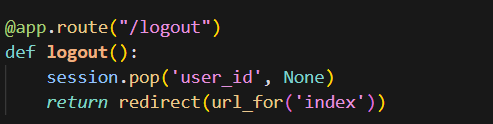 @app.route("/logout")
def logout():
    session.pop('user_id', None)
    return redirect(url_for('index'))